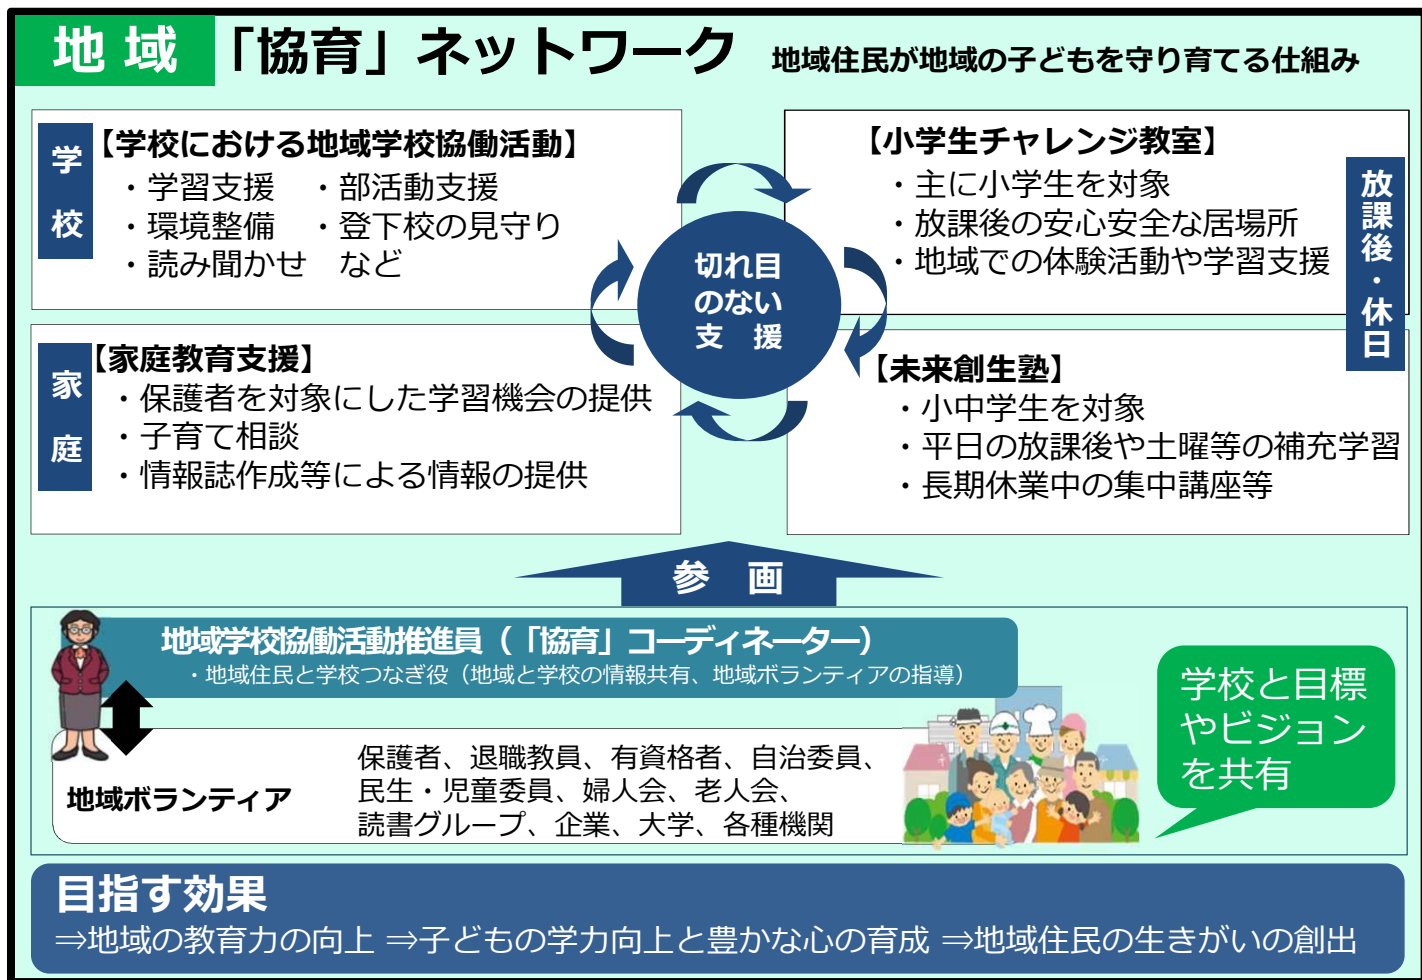 地 域 「協育」ネットワーク 地域住民が地域の子どもを守り育てる仕組み
学校
【学校における地域学校協働活動】
・学習支援 ・部活動支援
・環境整備 ・登下校の見守り
・読み聞かせ など
【小学生チャレンジ教室】
・主に小学生を対象
・放課後の安心安全な居場所
・地域での体験活動や学習支援
放課後・休日
切れ目
のない
支 援
家庭
【家庭教育支援】
・保護者を対象にした学習機会の提供
・子育て相談
・情報誌作成等による情報の提供
【未来創生塾】
・小中学生を対象
・平日の放課後や土曜等の補充学習
・長期休業中の集中講座等
参 画
地域学校協働活動推進員（「協育」コーディネーター）
・地域住民と学校つなぎ役（地域と学校の情報共有、地域ボランティアの指導）
地域ボランティア
保護者、退職教員、有資格者、自治委員、
民生・児童委員、婦人会、老人会、
読書グループ、企業、大学、各種機関
学校と目標
やビジョン
を共有
目指す効果
⇒地域の教育力の向上 ⇒子どもの学力向上と豊かな心の育成 ⇒地域住民の生きがいの創出